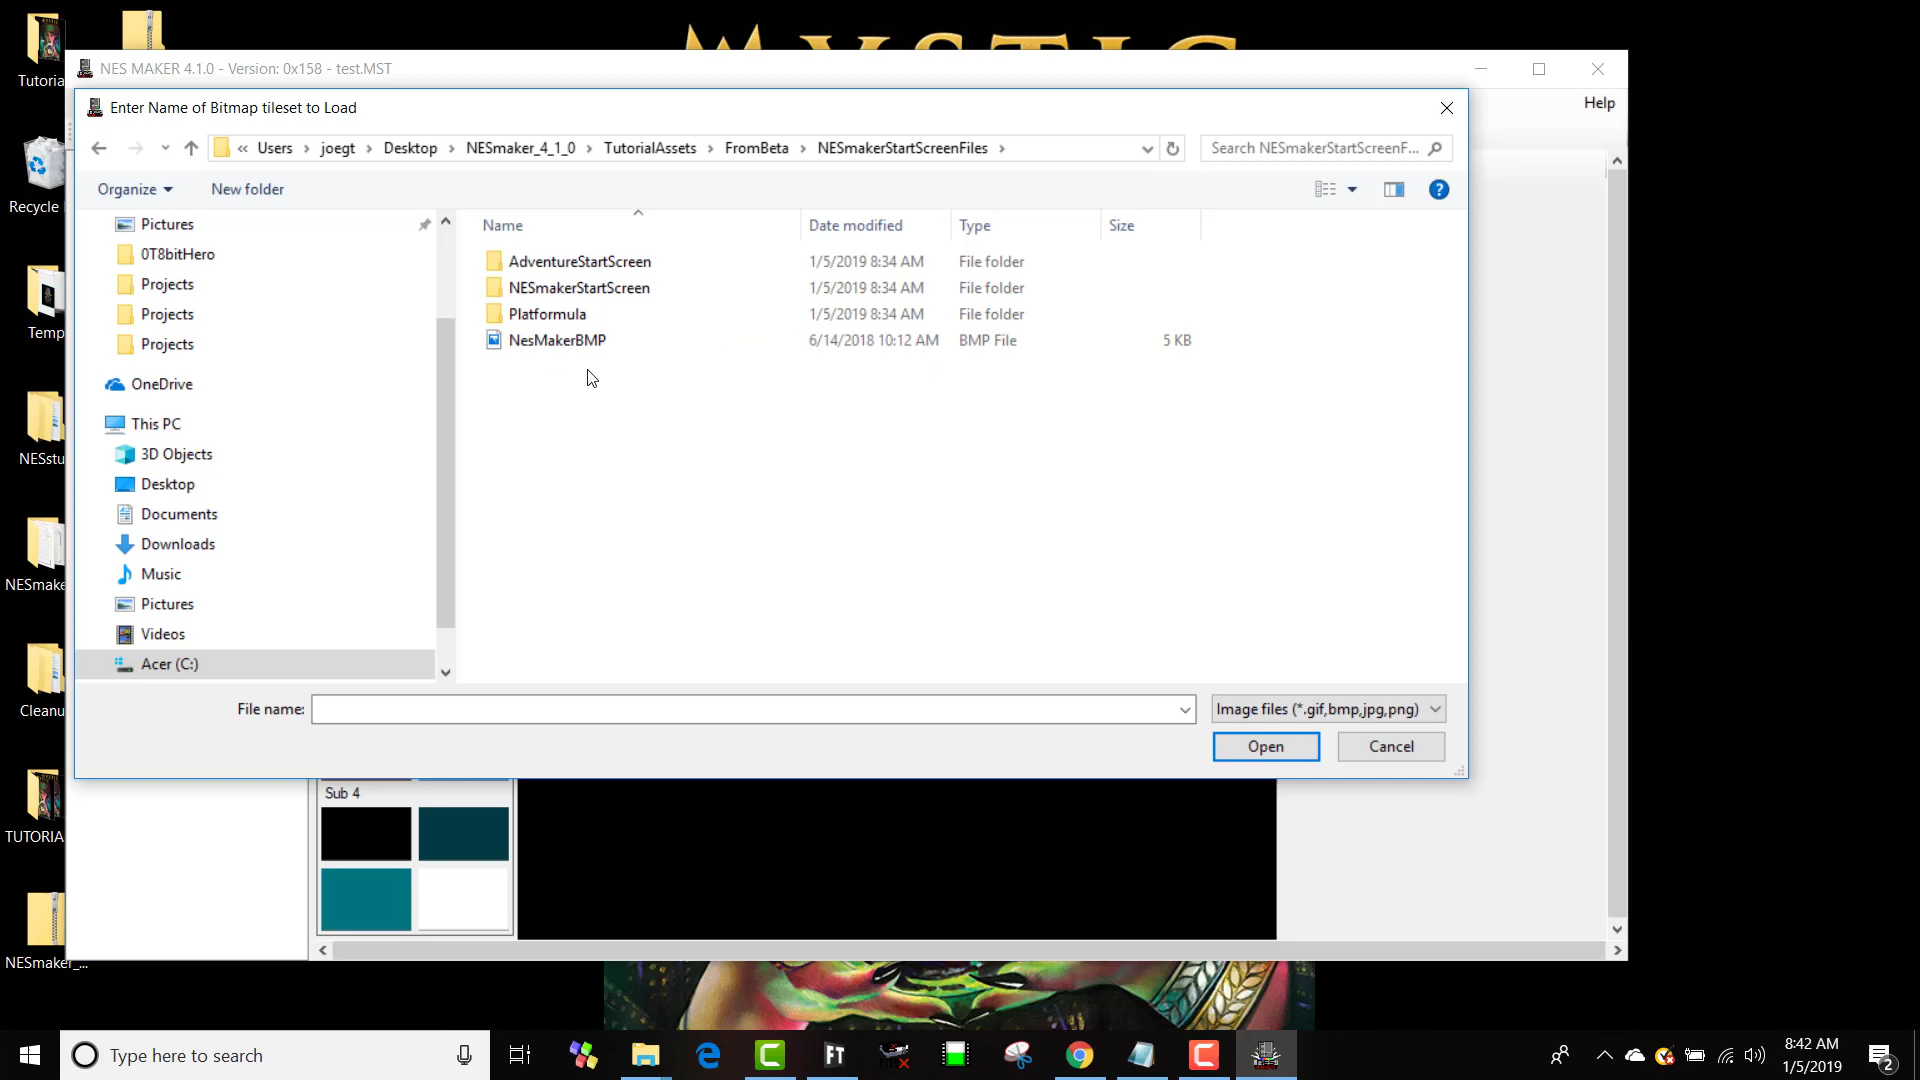 MYSTIC
NES MAKER 4.1.0 - Version: 0x158 - test.MST
Help
Enter Name of Bitmap tileset to Load
« Users › joegt › Desktop › NESmaker_4_1_0 › TutorialAssets › FromBeta › NESmakerStartScreenFiles ›
Search NESmakerStartScreenF...
Organize
New folder
Name Date modified Type Size
AdventureStartScreen 1/5/2019 8:34 AM File folder
NESmakerStartScreen 1/5/2019 8:34 AM File folder
Platformula 1/5/2019 8:34 AM File folder
NesMakerBMP 6/14/2018 10:12 AM BMP File 5 KB
Pictures
0T8bitHero
Projects
Projects
Projects
OneDrive
This PC
3D Objects
Desktop
Documents
Downloads
Music
Pictures
Videos
Acer (C:)
File name:
Image files (*.gif,bmp,jpg,png)
Open
Cancel
Sub 4
Tutoria
Recycle
Temp
NESstu
NESmake
Cleanu
TUTORIA
NESmaker_...
Type here to search
FT
8:42 AM
1/5/2019
2